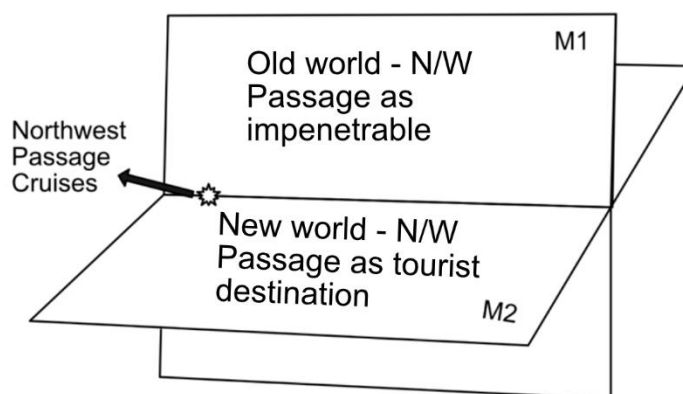 Old world - N/W
Passage as
impenetrable
M1
Northwest
Passage
Cruises
New world - N/W
Passage as tourist
destination
M2